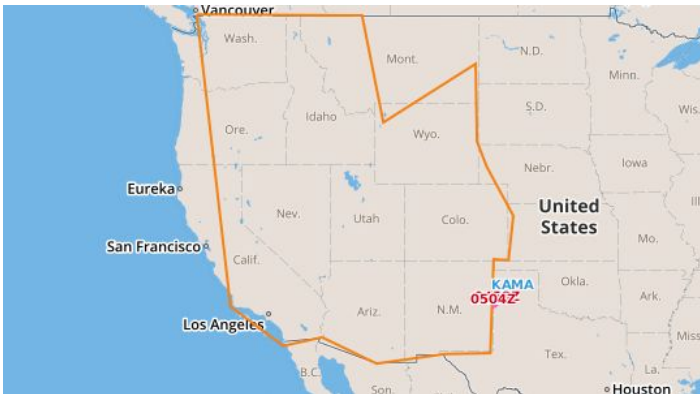 Vancouver
Wash.
Mont.
N.D.
Minn.
Ore.
Idaho
S.D.
Wis.
Wyo.
Eureka
Nebr.
Iowa
Ill
Nev.
Utah
Colo.
United
States
San Francisco
Calif.
Mo.
KAMA
0504Z
Okla.
Ark.
Los Angeles
Ariz.
N.M.
Tex.
B.C.
Son.
La.
Houston